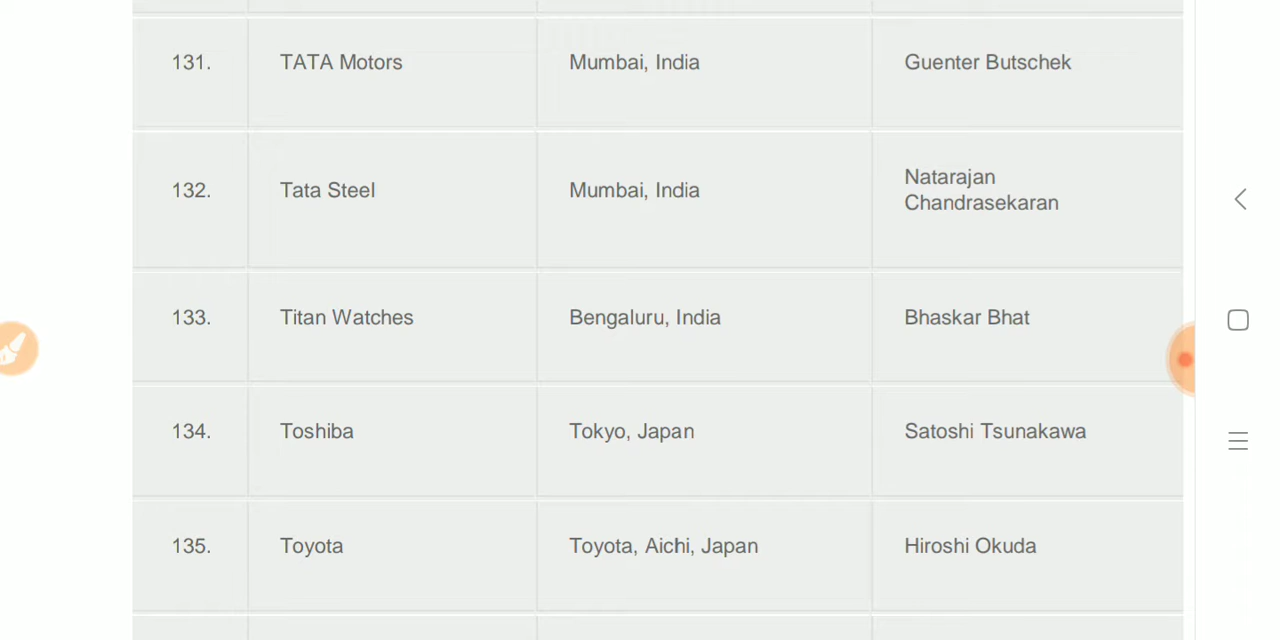 131. TATA Motors Mumbai, India Guenter Butschek
132. Tata Steel Mumbai, India Natarajan
Chandrasekaran
133. Titan Watches Bengaluru, India Bhaskar Bhat
134. Toshiba Tokyo, Japan Satoshi Tsunakawa
135. Toyota Toyota, Aichi, Japan Hiroshi Okuda